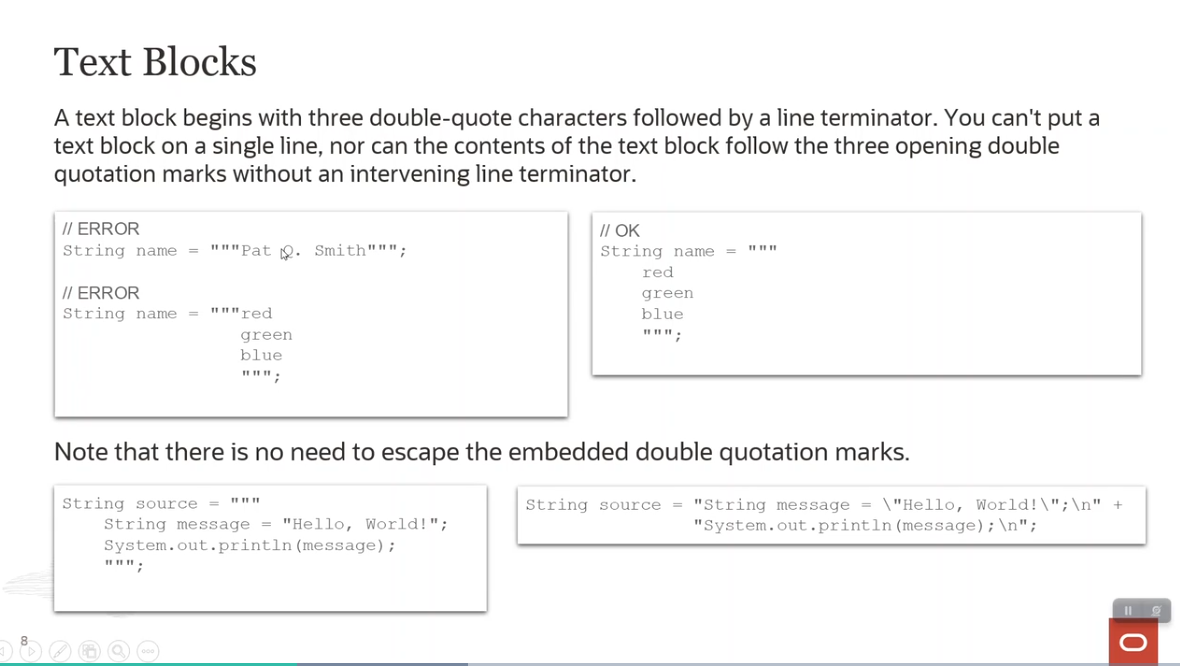 Text Blocks
A text block begins with three double-quote characters followed by a line terminator. You can't put a
text block on a single line, nor can the contents of the text block follow the three opening double
quotation marks without an intervening line terminator.
// ERROR
String name = """Pat Q. Smith""";
// ERROR
String name = """red
green
blue
""";
// OK
String name = """
red
green
blue
""";
Note that there is no need to escape the embedded double quotation marks.
String source = """
String message = "Hello, World!";
System.out.println(message);
""";
String source = "String message = \"Hello, World!\";\n" +
"System.out.println(message);\n";
8